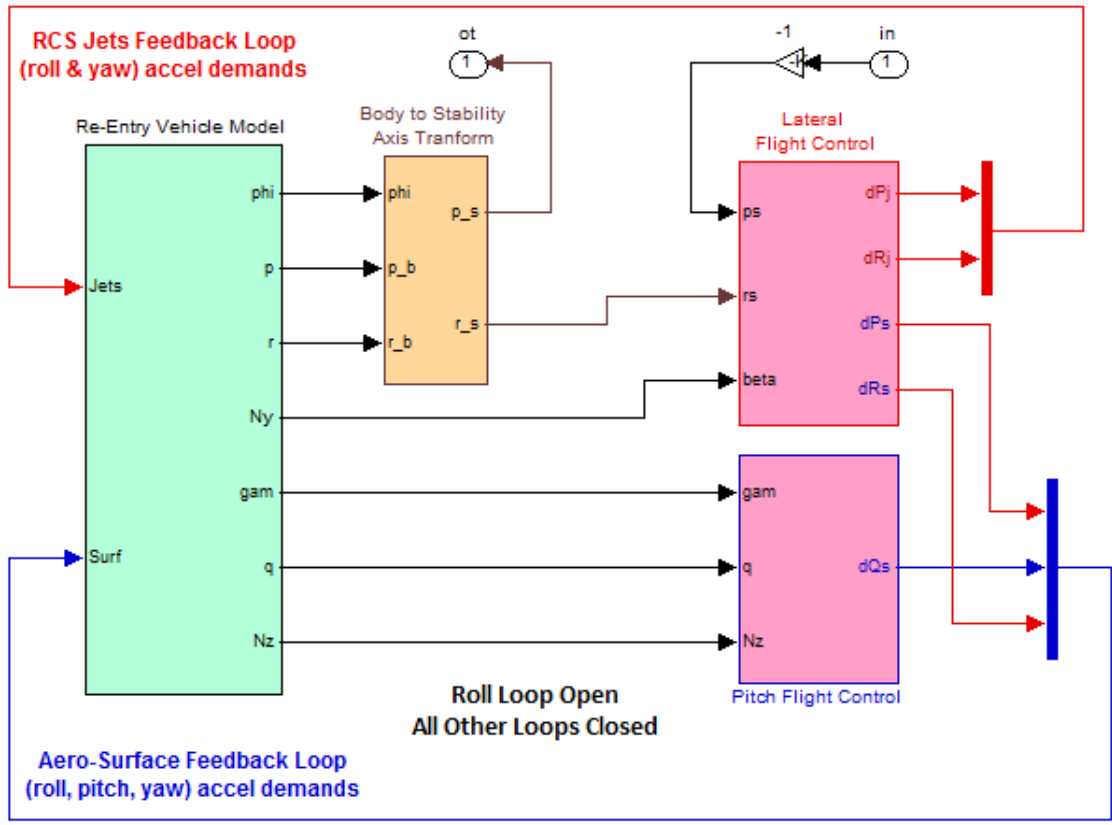 RCS Jets Feedback Loop
(roll & yaw) accel demands
ot
1
-1
in
1
Re-Entry Vehicle Model
Body to Stability
Axis Tranform
Lateral
Flight Control
phi
phi
p_s
ps
dPj
p
p_b
dRj
Jets
rs
r
r_b
r_s
dPs
beta
dRs
Ny
gam
gam
Surf
q
q
dQs
Nz
Nz
Roll Loop Open
All Other Loops Closed
Pitch Flight Control
Aero-Surface Feedback Loop
(roll, pitch, yaw) accel demands